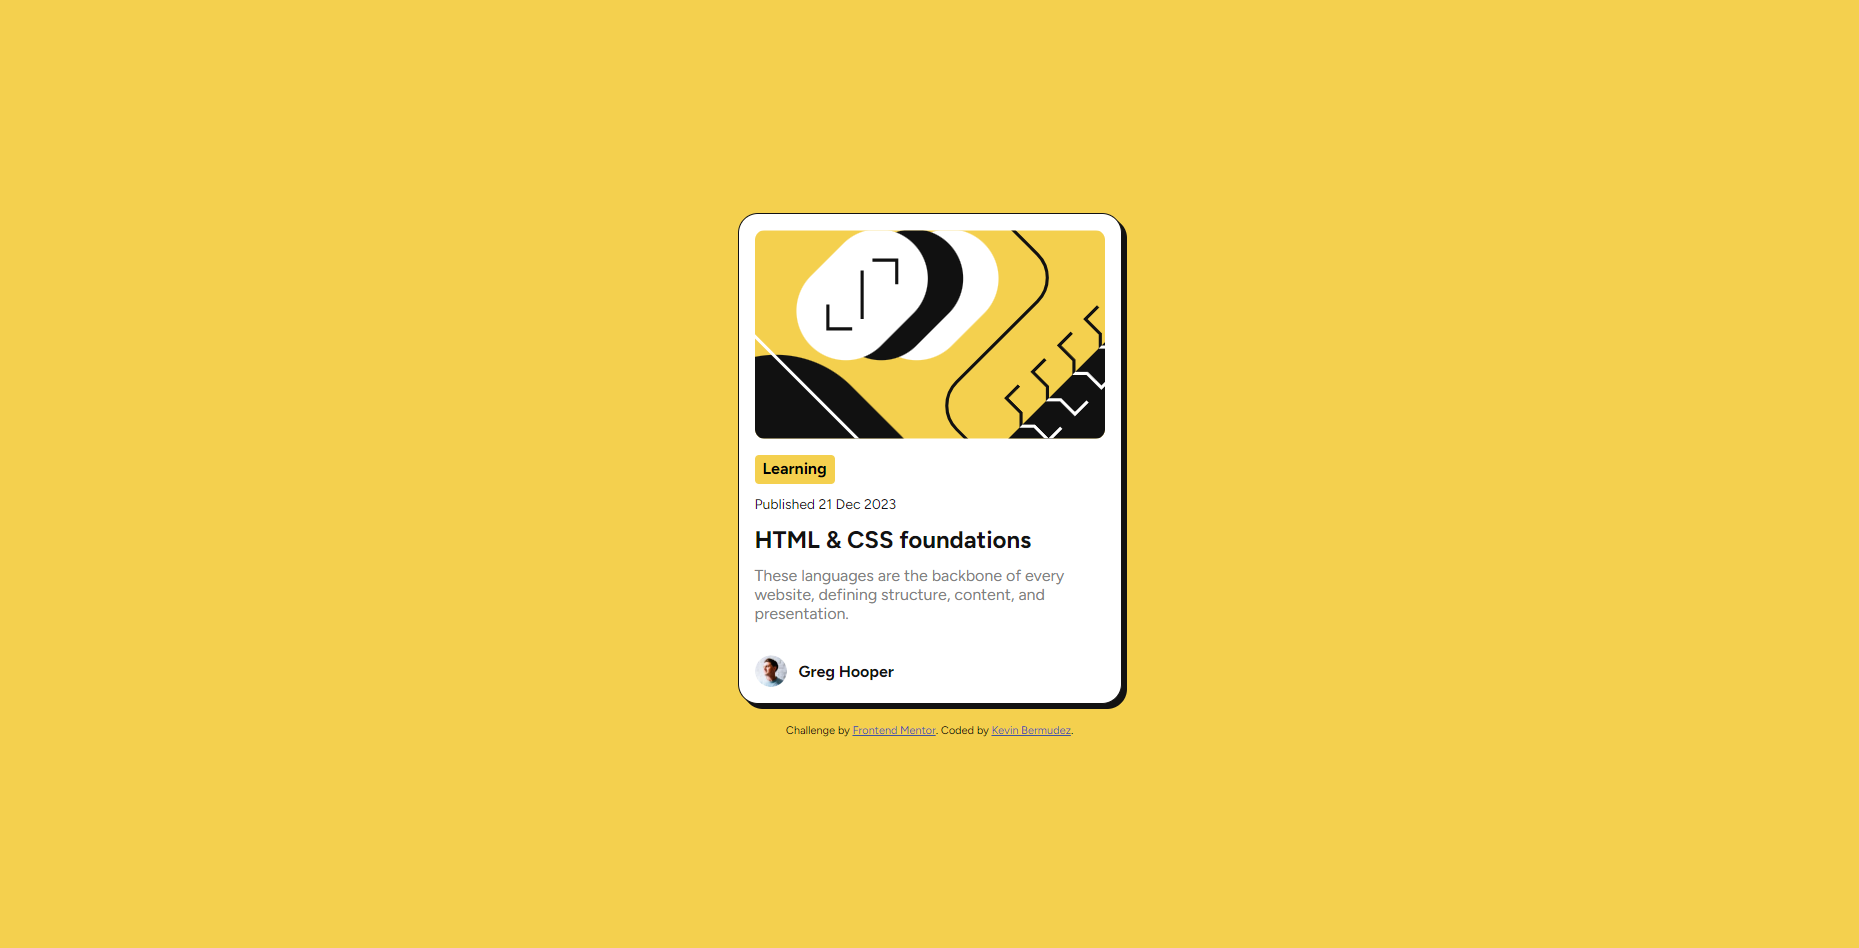 Learning
Published 21 Dec 2023
HTML & CSS foundations
These languages are the backbone of every
website, defining structure, content, and
presentation.
Greg Hooper
Challenge by Frontend Mentor. Coded by Kevin Bermudez.